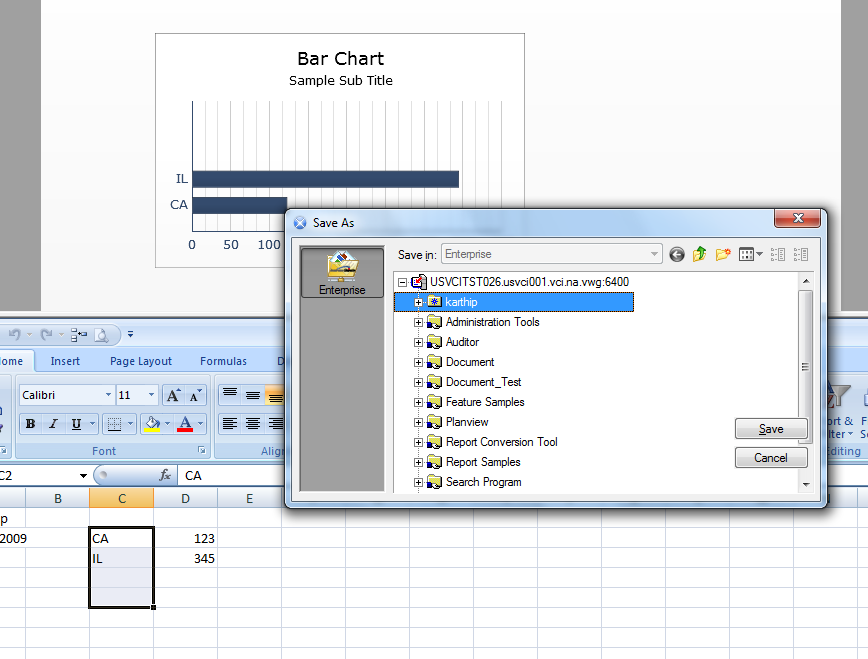 Bar Chart
Sample Sub Title
IL
CA
0 50 100
Save As
Save in: Enterprise
Enterprise
USVCITST026.usvci001.vci.na.vwg:6400
karthip
Administration Tools
Auditor
Document
Document_Test
Feature Samples
Planview
Report Conversion Tool
Report Samples
Search Program
Save
Cancel
ome Insert Page Layout Formulas D
Calibri 11 A A
B I U A
Font Align
ort & F
lter S
diting
C2 fx CA
B C D E
p
2009 CA 123
IL 345